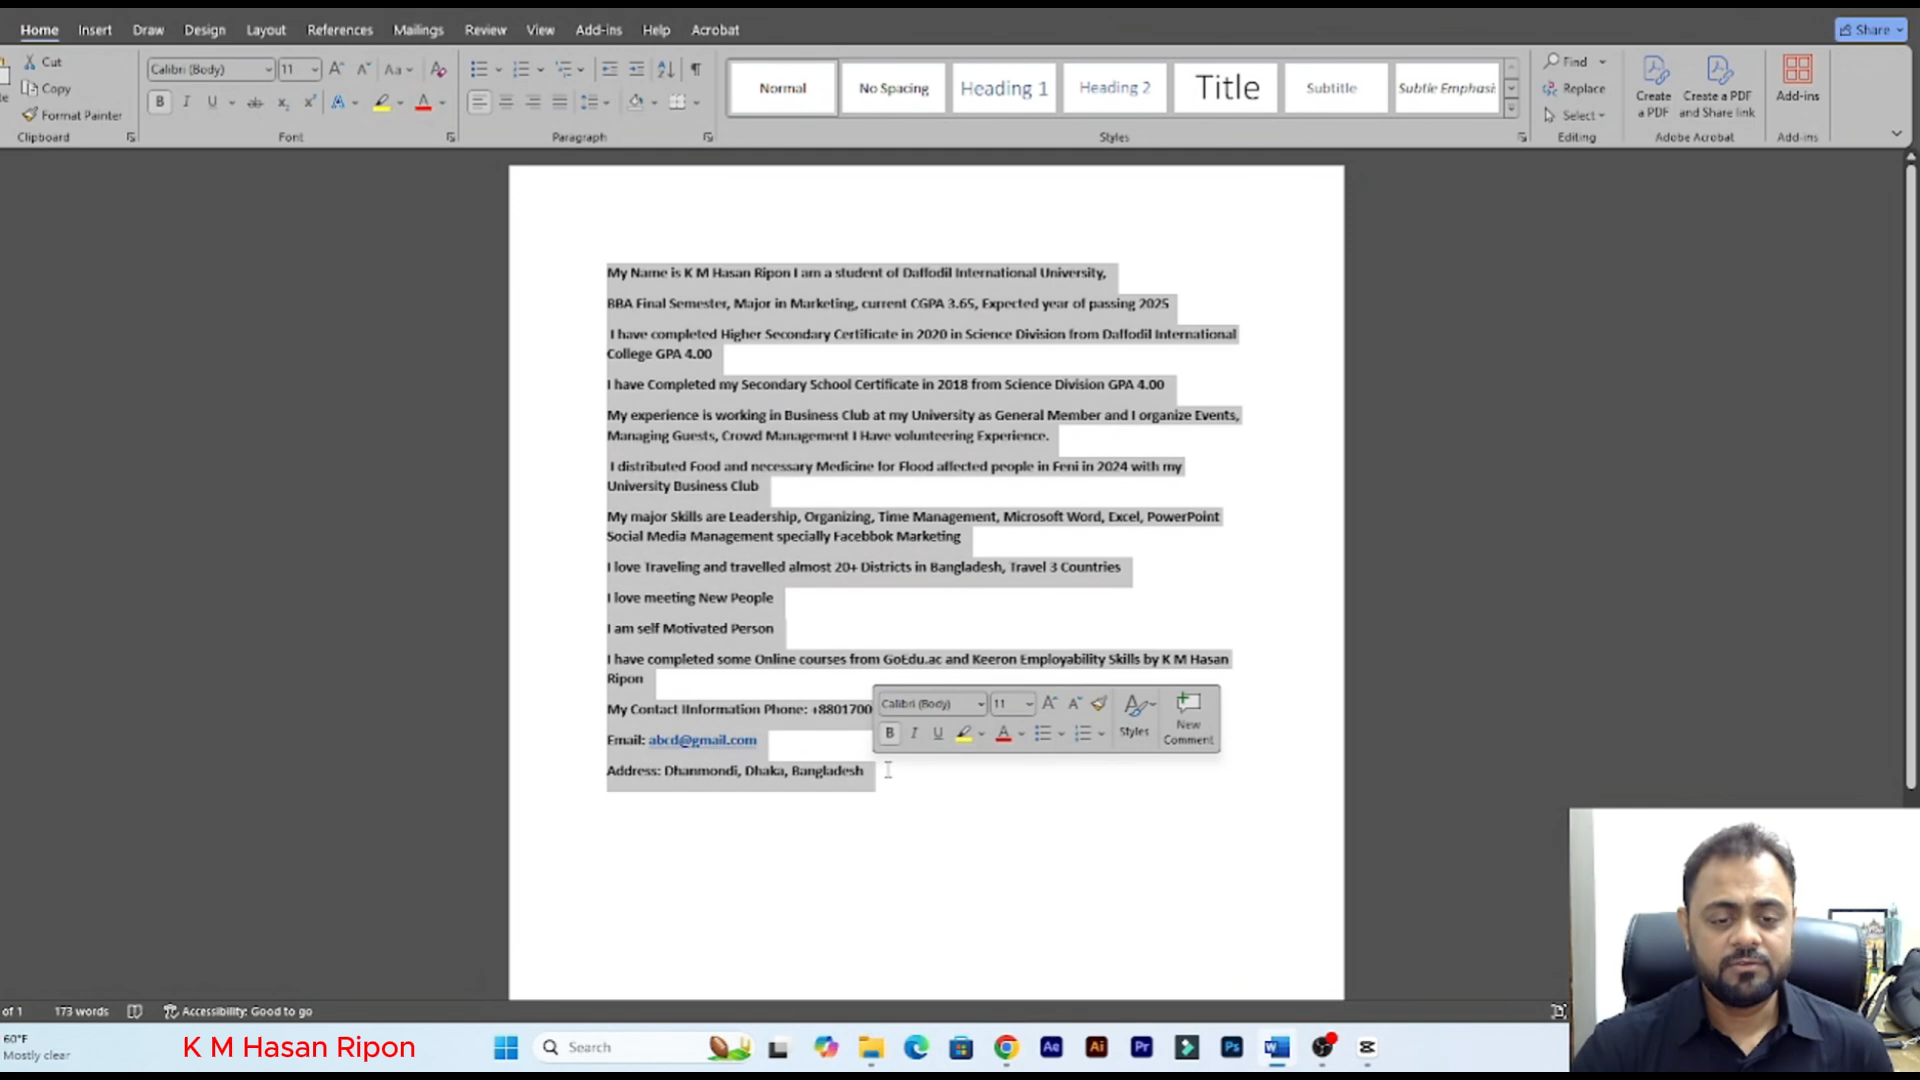 Home Insert Draw Design Layout References Mailings Review View Add-ins Help Acrobat Share
Cut
Copy
Format Painter
Clipboard
Calibri (Body) 11
Font
Paragraph
Normal No Spacing Heading 1 Heading 2 Title Subtitle Subtle Emphasis
Styles
Find
Replace
Select
Editing
Create a PDF
Create a PDF and Share link
Adobe Acrobat
Add-ins
Add-ins
My Name is K M Hasan Ripon I am a student of Daffodil International University,
BBA Final Semester, Major in Marketing, current CGPA 3.65, Expected year of passing 2025
I have completed Higher Secondary Certificate in 2020 in Science Division from Daffodil International
College GPA 4.00
I have Completed my Secondary School Certificate in 2018 from Science Division GPA 4.00
My experience is working in Business Club at my University as General Member and I organize Events,
Managing Guests, Crowd Management I Have volunteering Experience.
I distributed Food and necessary Medicine for Flood affected people in Feni in 2024 with my
University Business Club
My major Skills are Leadership, Organizing, Time Management, Microsoft Word, Excel, PowerPoint
Social Media Management specially Facebbok Marketing
I love Traveling and travelled almost 20+ Districts in Bangladesh, Travel 3 Countries
I love meeting New People
I am self Motivated Person
I have completed some Online courses from GoEdu.ac and Keeron Employability Skills by K M Hasan
Ripon
My Contact IInformation Phone: +8801700
Email: abcd@gmail.com
Address: Dhanmondi, Dhaka, Bangladesh
Calibri (Body) 11
Styles
New
Comment
of 1 173 words Accessibility: Good to go
60°F
Mostly clear
K M Hasan Ripon
Search